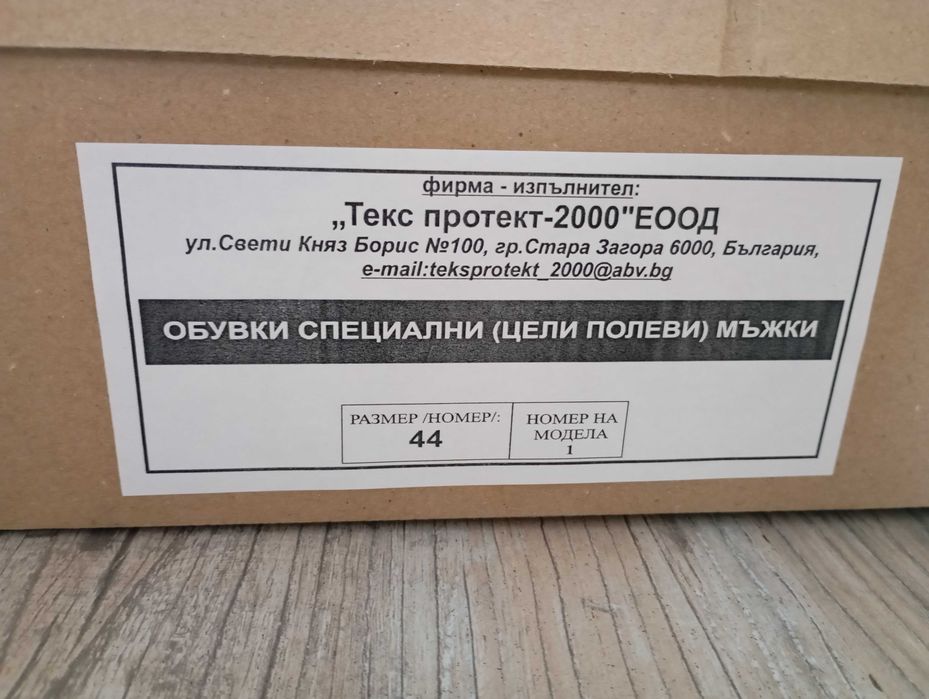 фирма - изпълнител:
„Текс протект-2000"ЕООД
ул.Свети Княз Борис №100, гр.Стара Загора 6000, България,
e-mail:teksprotekt_2000@abv.bg
ОБУВКИ СПЕЦИАЛНИ (ЦЕЛИ ПОЛЕВИ) МЪЖКИ
РАЗМЕР /НОМЕР/:
44
НОМЕР НА
МОДЕЛА
1